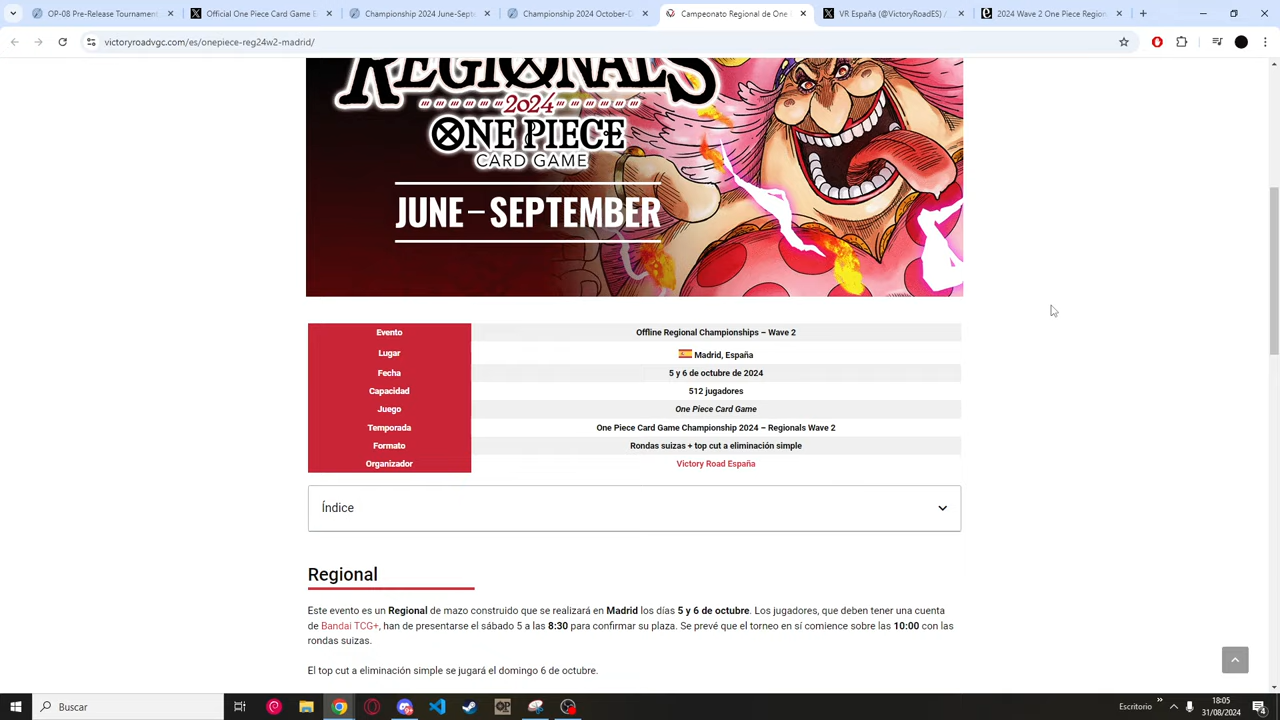 OP-08 Pre-Release Tournament
Official One Piece Card Game E
Championship 2024 June-Sept
Championship 2024 October-D
Campeonato Regional de One
VR España (@VictoryRoadES) /
2024 Wave 2 One Piece Region
victoryroadvgc.com/es/onepiece-reg24w2-madrid/
REGIONALS
2024
ONE PIECE
CARD GAME
JUNE – SEPTEMBER
Evento Offline Regional Championships – Wave 2
Lugar Madrid, España
Fecha 5 y 6 de octubre de 2024
Capacidad 512 jugadores
Juego One Piece Card Game
Temporada One Piece Card Game Championship 2024 – Regionals Wave 2
Formato Rondas suizas + top cut a eliminación simple
Organizador Victory Road España
Índice
Regional
Este evento es un Regional de mazo construido que se realizará en Madrid los días 5 y 6 de octubre. Los jugadores, que deben tener una cuenta
de Bandai TCG+, han de presentarse el sábado 5 a las 8:30 para confirmar su plaza. Se prevé que el torneo en sí comience sobre las 10:00 con las
rondas suizas.
El top cut a eliminación simple se jugará el domingo 6 de octubre.
Buscar
OP
Escritorio
18:05
31/08/2024